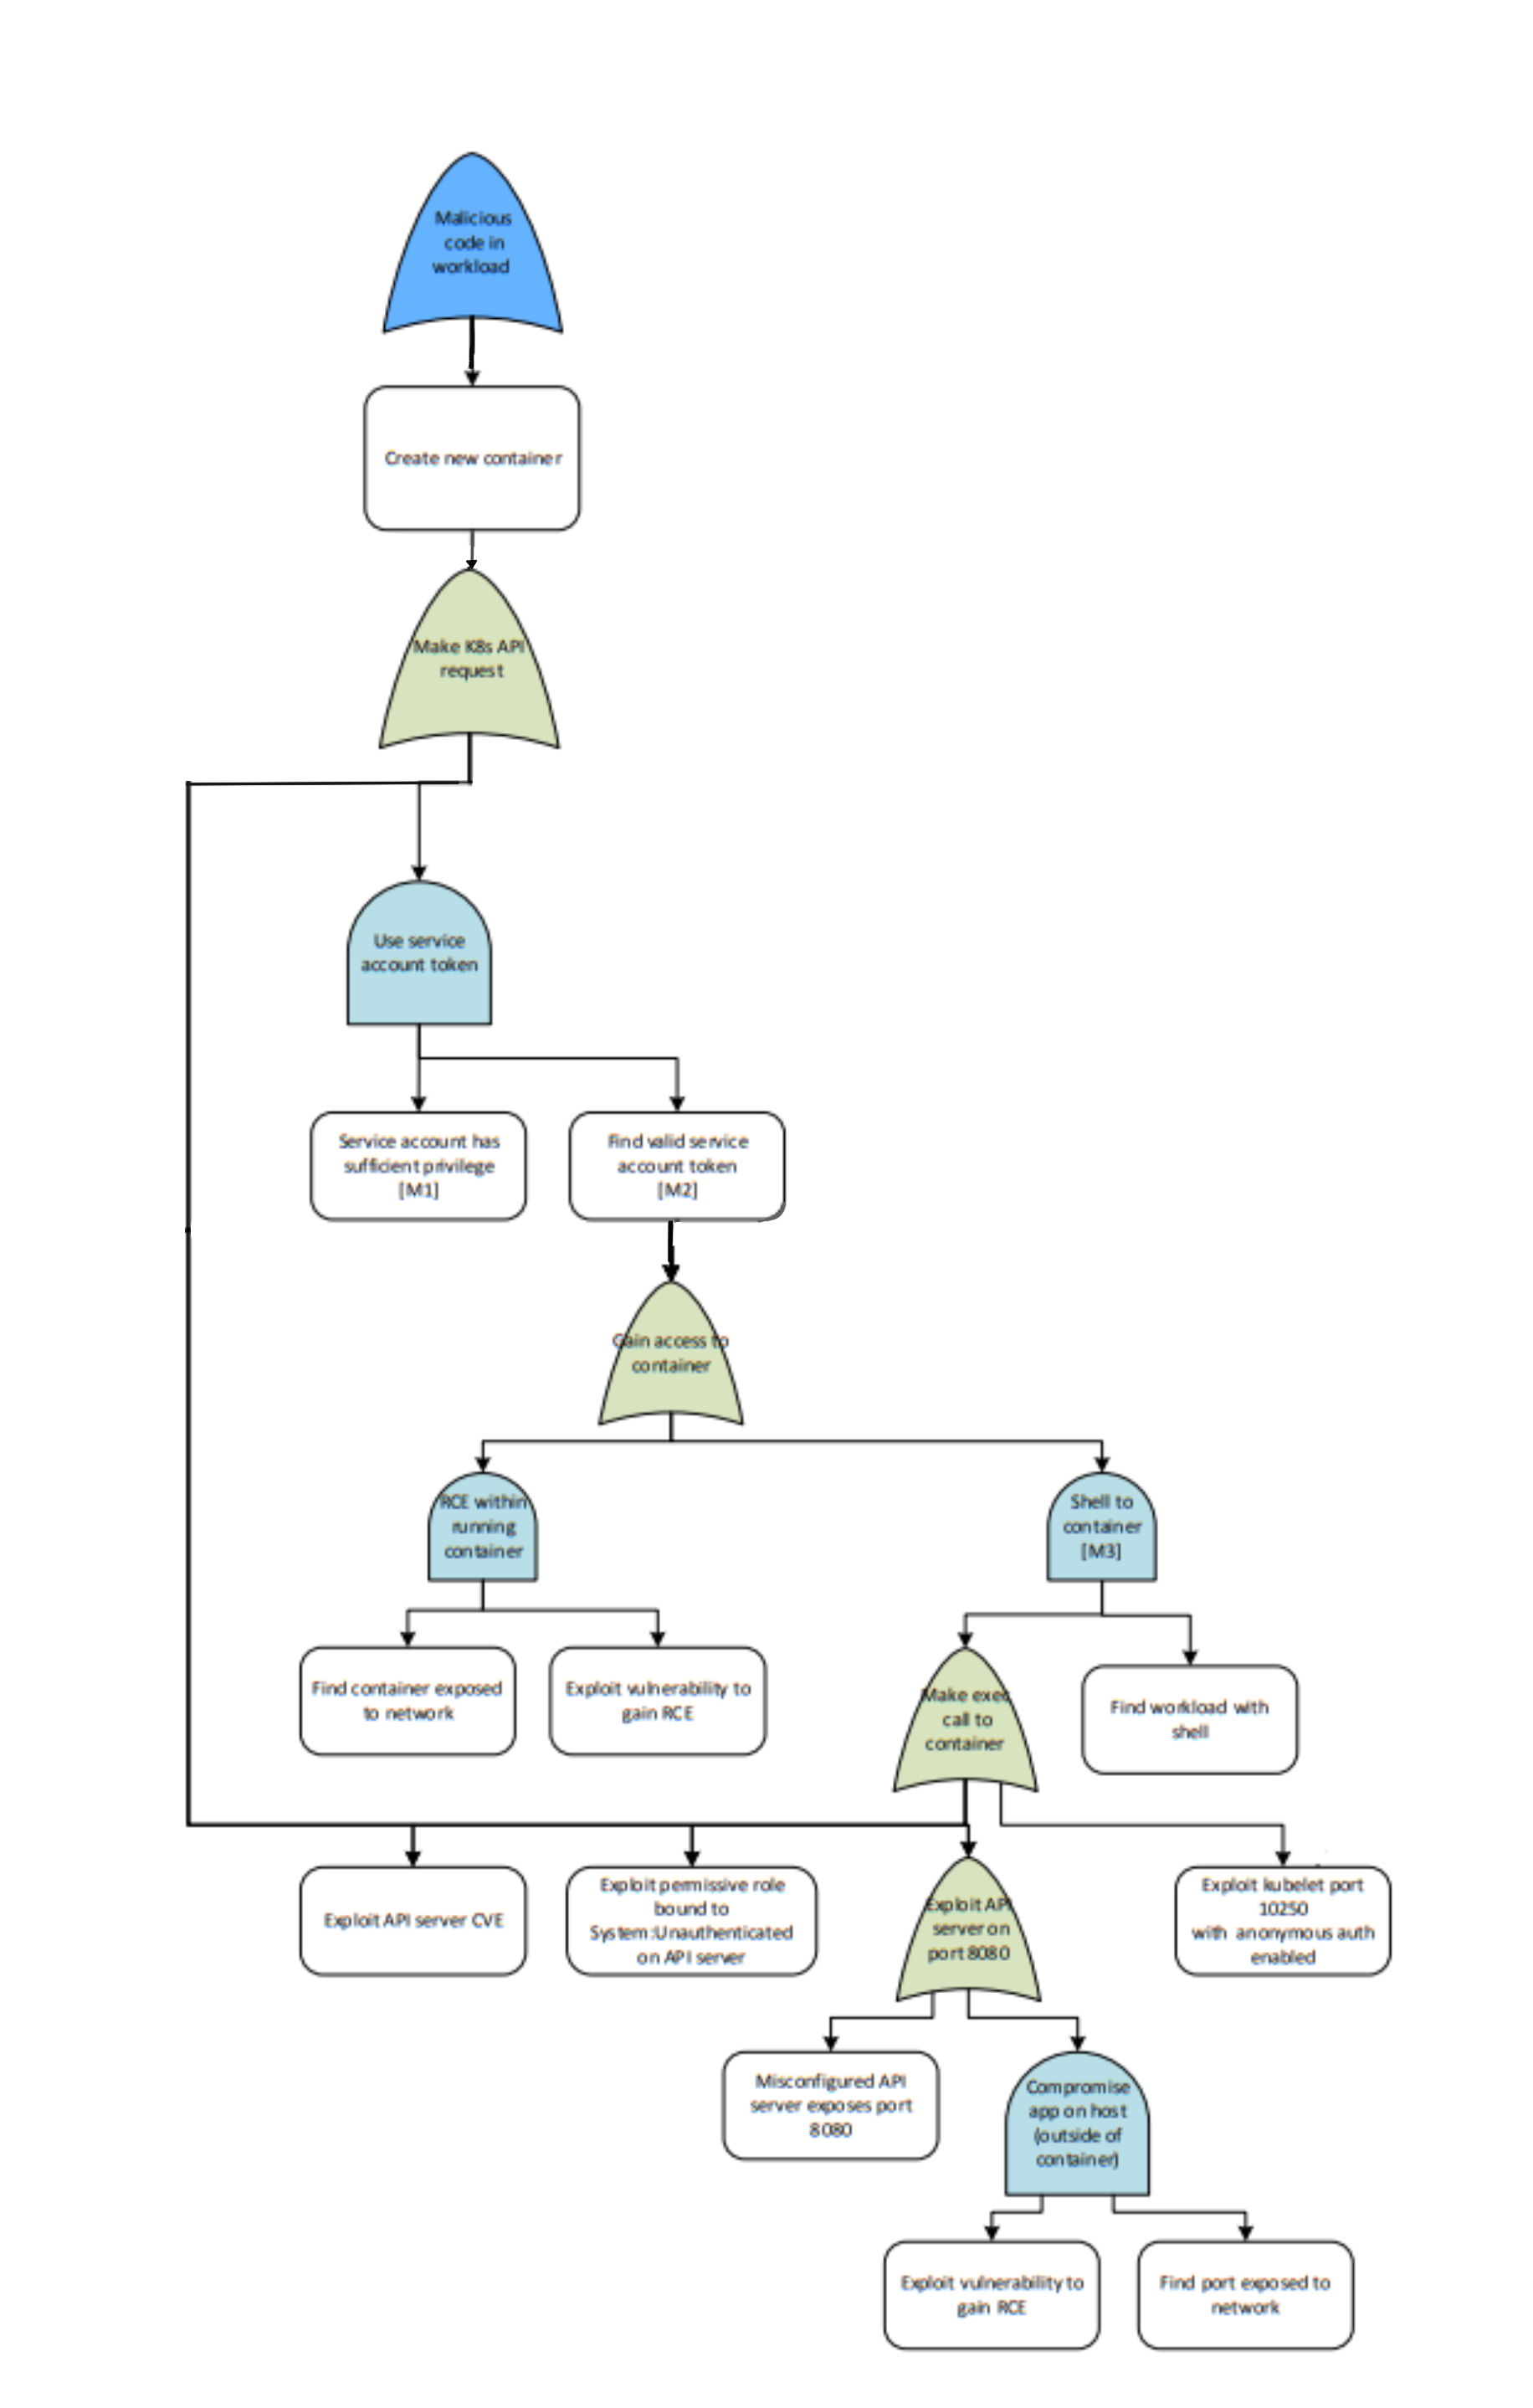 Malicious
code in
workload
Create new container
Make K8s API
request
Use service
account token
Service account has
sufficient privilege
[M1]
Find valid service
account token
[M2]
Gain access to
container
RCE within
running
container
Shell to
container
[M3]
Find container exposed
to network
Exploit vulnerability to
gain RCE
Make exec
call to
container
Find workload with
shell
Exploit API server CVE
Exploit permissive role
bound to
System:Unauthenticated
on API server
Exploit API
server on
port 8080
Exploit kubelet port
10250
with anonymous auth
enabled
Misconfigured API
server exposes port
8080
Compromise
app on host
(outside of
container)
Exploit vulnerability to
gain RCE
Find port exposed to
network